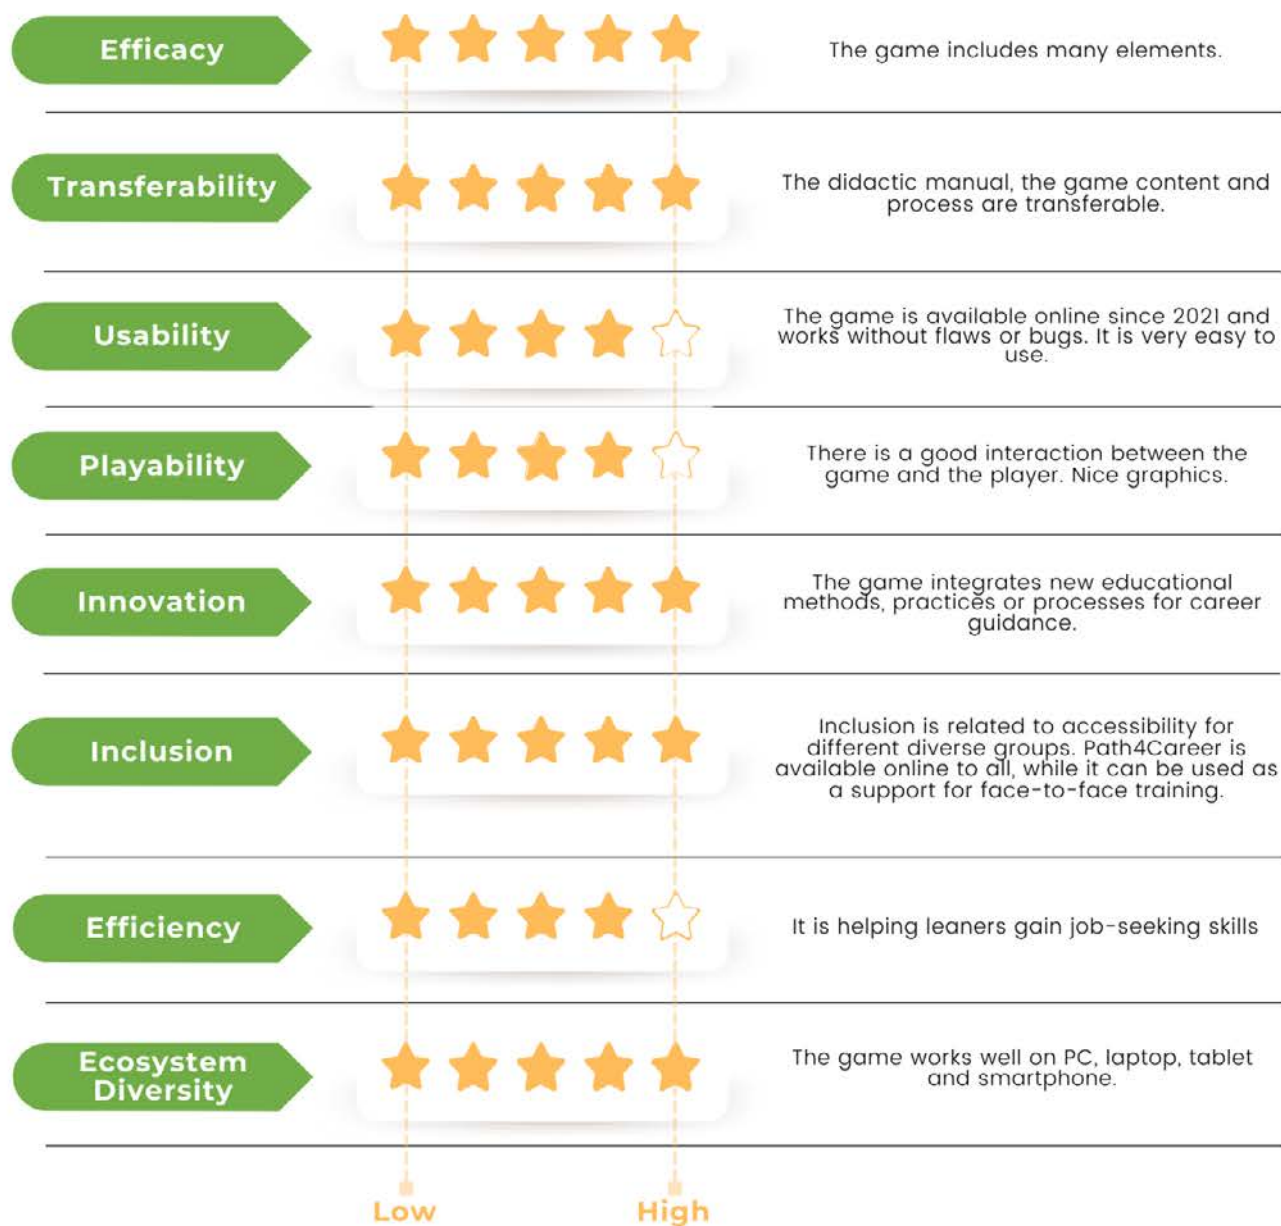 Efficacy
The game includes many elements.
Transferability
The didactic manual, the game content and
process are transferable.
Usability
The game is available online since 2021 and
works without flaws or bugs. It is very easy to
use.
Playability
There is a good interaction between the
game and the player. Nice graphics.
Innovation
The game integrates new educational
methods, practices or processes for career
guidance.
Inclusion
Inclusion is related to accessibility for
different diverse groups. Path4Career is
available online to all, while it can be used as
a support for face-to-face training.
Efficiency
It is helping leaners gain job-seeking skills
Ecosystem
Diversity
The game works well on PC, laptop, tablet
and smartphone.
Low
High